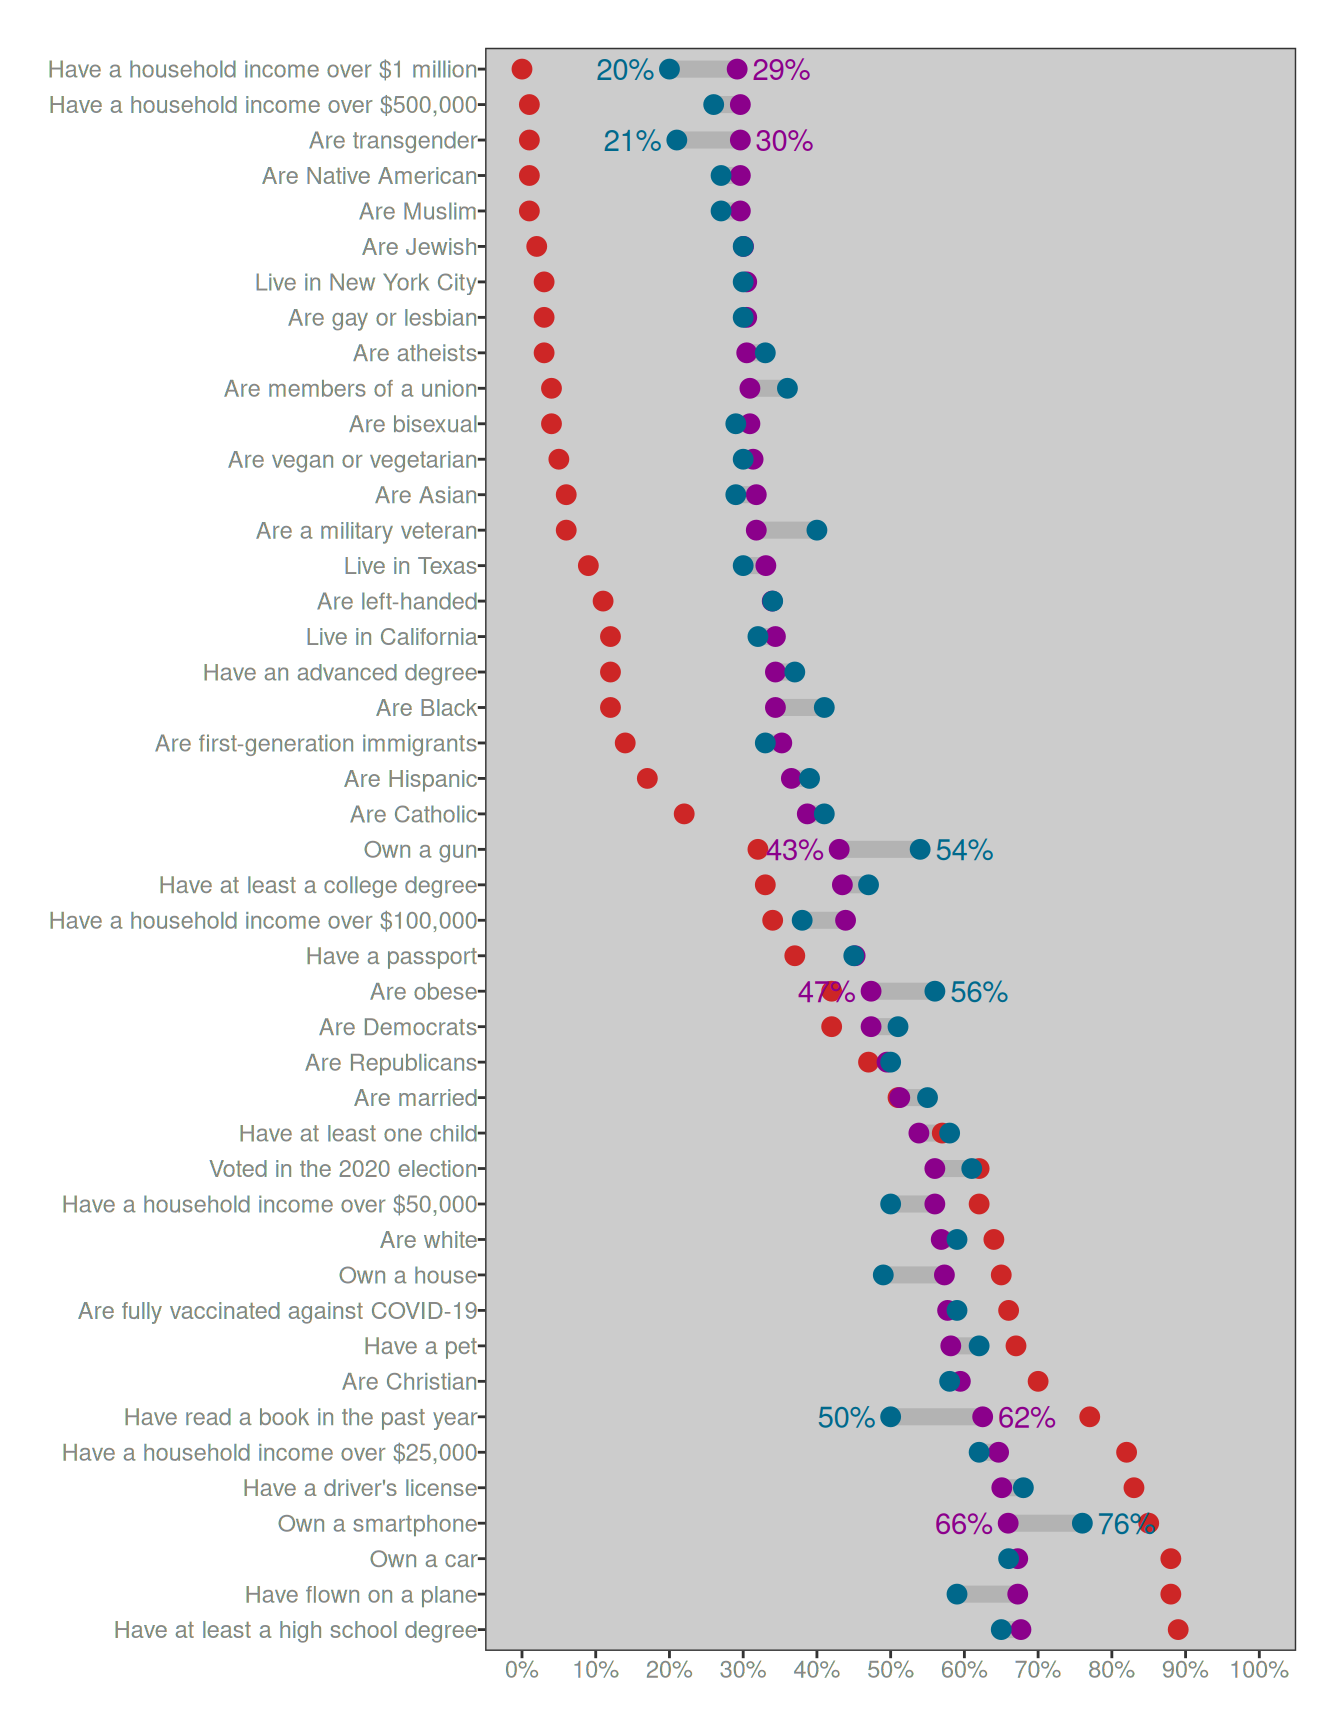 Have a household income over $1 million 20% 29%
Have a household income over $500,000
Are transgender 21% 30%
Are Native American
Are Muslim
Are Jewish
Live in New York City
Are gay or lesbian
Are atheists
Are members of a union
Are bisexual
Are vegan or vegetarian
Are Asian
Are a military veteran
Live in Texas
Are left-handed
Live in California
Have an advanced degree
Are Black
Are first-generation immigrants
Are Hispanic
Are Catholic
Own a gun 43% 54%
Have at least a college degree
Have a household income over $100,000
Have a passport
Are obese 47% 56%
Are Democrats
Are Republicans
Are married
Have at least one child
Voted in the 2020 election
Have a household income over $50,000
Are white
Own a house
Are fully vaccinated against COVID-19
Have a pet
Are Christian
Have read a book in the past year 50% 62%
Have a household income over $25,000
Have a driver's license
Own a smartphone 66% 76%
Own a car
Have flown on a plane
Have at least a high school degree
0% 10% 20% 30% 40% 50% 60% 70% 80% 90% 100%